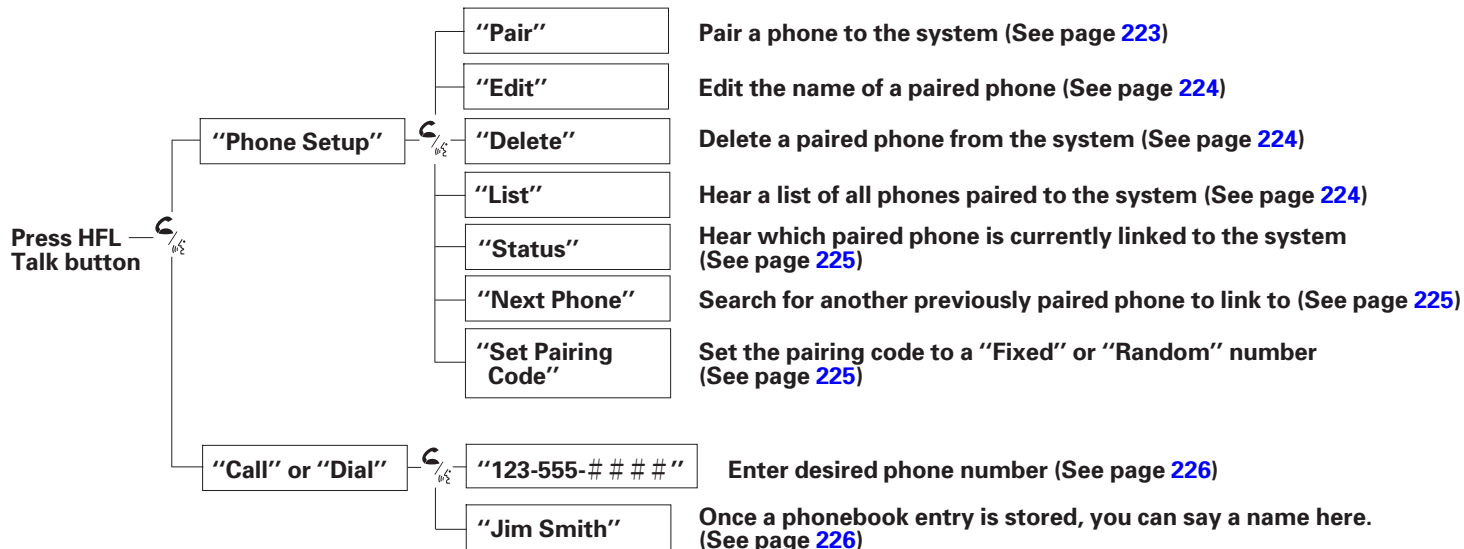 "Pair" Pair a phone to the system (See page 223)
"Edit" Edit the name of a paired phone (See page 224)
"Phone Setup"
"Delete" Delete a paired phone from the system (See page 224)
"List" Hear a list of all phones paired to the system (See page 224)
Press HFL
Talk button
"Status" Hear which paired phone is currently linked to the system
(See page 225)
"Next Phone" Search for another previously paired phone to link to (See page 225)
"Set Pairing
Code"
Set the pairing code to a "Fixed" or "Random" number
(See page 225)
"Call" or "Dial"
"123-555-####" Enter desired phone number (See page 226)
"Jim Smith" Once a phonebook entry is stored, you can say a name here.
(See page 226)